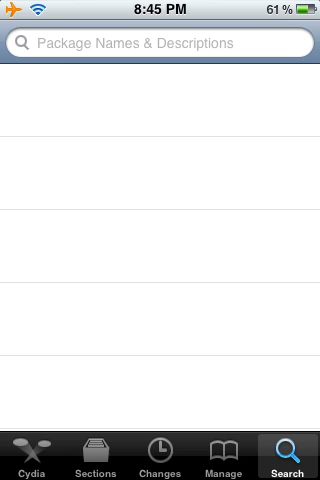 8:45 PM
61 %
Package Names & Descriptions
Cydia
Sections
Changes
Manage
Search